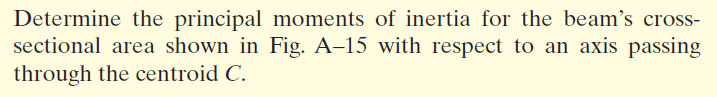 Determine the principal moments of inertia for the beam's cross-
sectional area shown in Fig. A–15 with respect to an axis passing
through the centroid C.